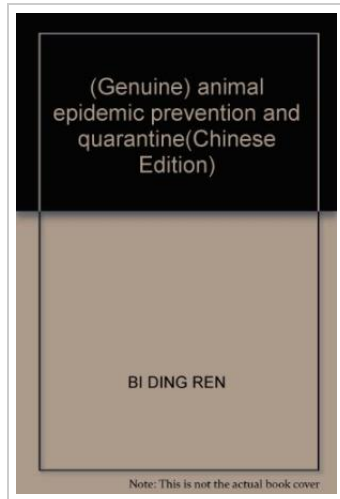 (Genuine) animal
epidemic prevention and
quarantine(Chinese
Edition)
BI DING REN
Note: This is not the actual book cover